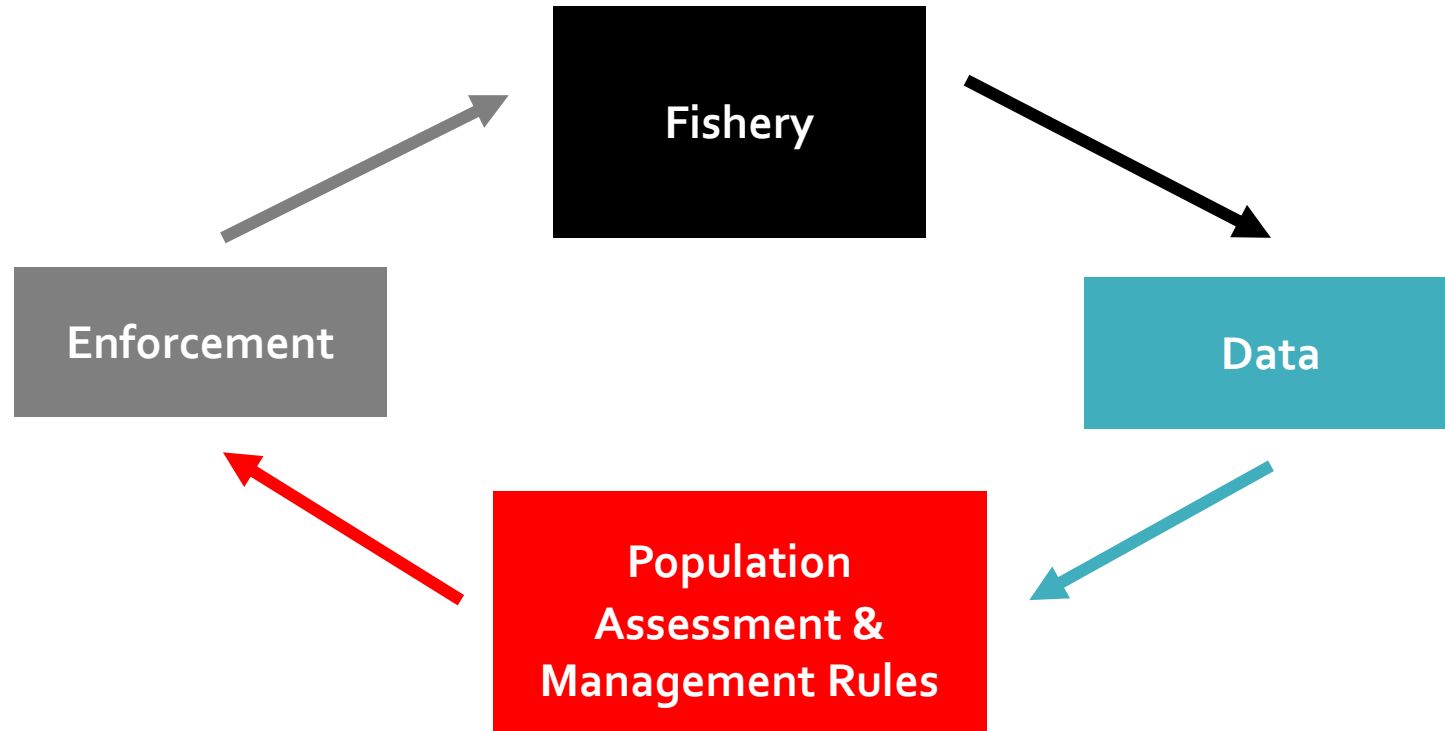 Fishery
Enforcement
Data
Population
Assessment &
Management Rules